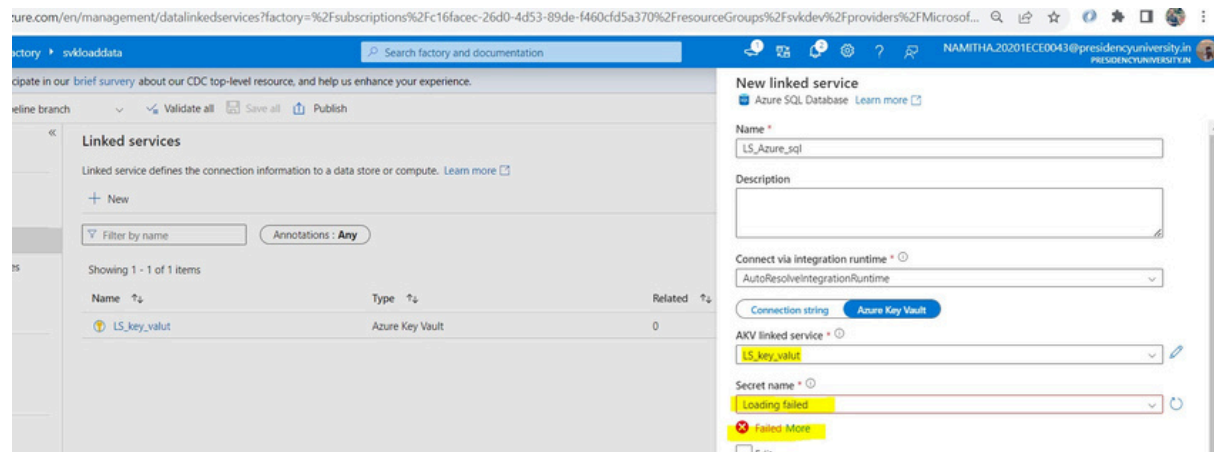 ure.com/en/management/datalinkedservices?factory=%2Fsubscriptions%2Fc16facec-26d0-4d53-89de-f460cfd5a370%2FresourceGroups%2Fsvkdev%2Fproviders%2FMicrosof...
actory svkloaddata
Search factory and documentation
NAMITHA.20201ECE0043@presidencyuniversity.in
PRESIDENCYUNIVERSITY.IN
cipate in our brief survery about our CDC top-level resource, and help us enhance your experience.
eline branch
Validate all
Save all
Publish
Linked services
Linked service defines the connection information to a data store or compute. Learn more
+ New
Filter by name
Annotations : Any
es
Showing 1 - 1 of 1 items
Name Type Related
LS_key_valut Azure Key Vault 0
New linked service
Azure SQL Database Learn more
Name *
LS_Azure_sql
Description
Connect via integration runtime *
AutoResolveIntegrationRuntime
Connection string Azure Key Vault
AKV linked service *
LS_key_valut
Secret name *
Loading failed
Failed More